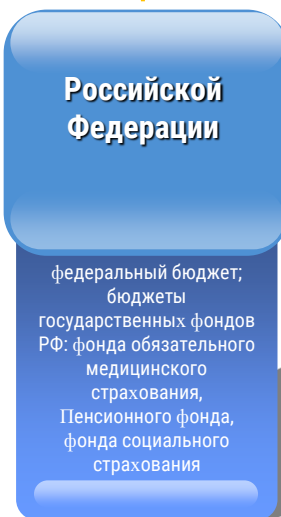 Российской
Федерации
федеральный бюджет;
бюджеты
государственных фондов
РФ: фонда обязательного
медицинского
страхования,
Пенсионного фонда,
фонда социального
страхования